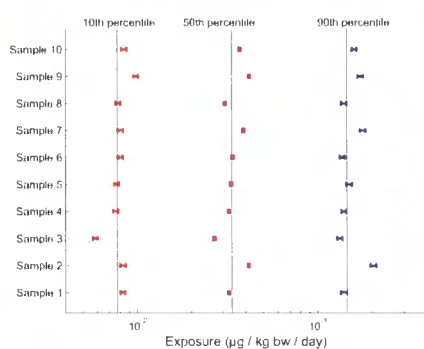 10th percentile 50th percentile 90th percentile
Sample 10
Sample 9
Sample 8
Sample 7
Sample 6
Sample 5
Sample 4
Sample 3
Sample 2
Sample 1
10⁻² 10⁻¹
Exposure (µg / kg bw / day)